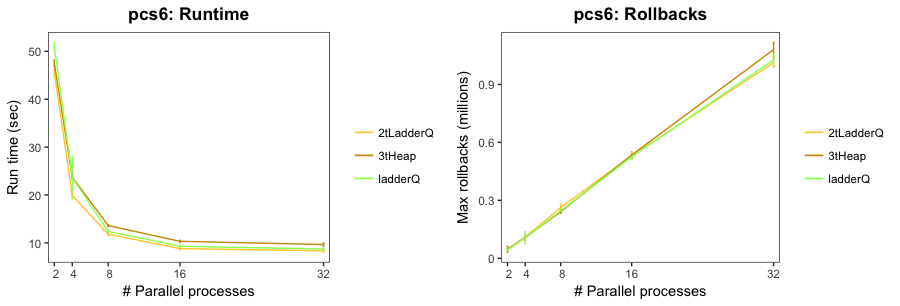 pcs6: Runtime
Run time (sec)
50
40
30
20
10
2 4 8 16 32
# Parallel processes
2tLadderQ
3tHeap
ladderQ
pcs6: Rollbacks
Max rollbacks (millions)
0.9
0.6
0.3
0
2 4 8 16 32
# Parallel processes
2tLadderQ
3tHeap
ladderQ